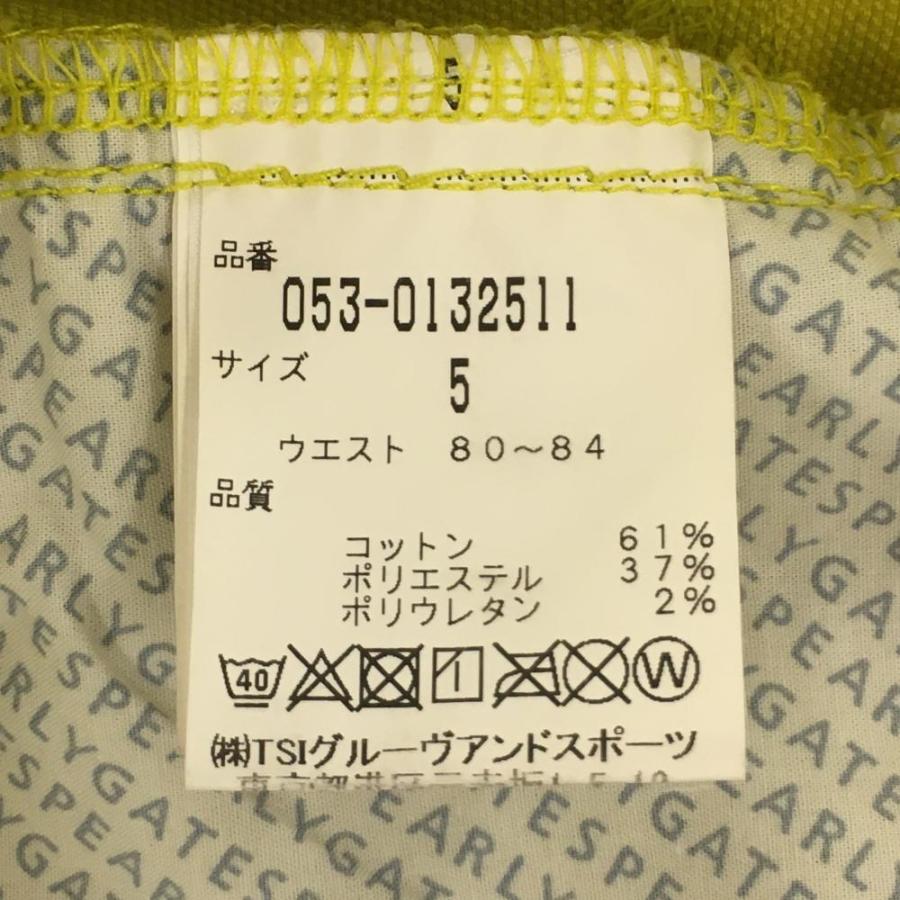 品番
053-0132511
サイズ 5
ウエスト 80〜84
品質
コットン 61%
ポリエステル 37%
ポリウレタン 2%
40 W
㈱TSIグルーヴアンドスポーツ
PEARLYGATES